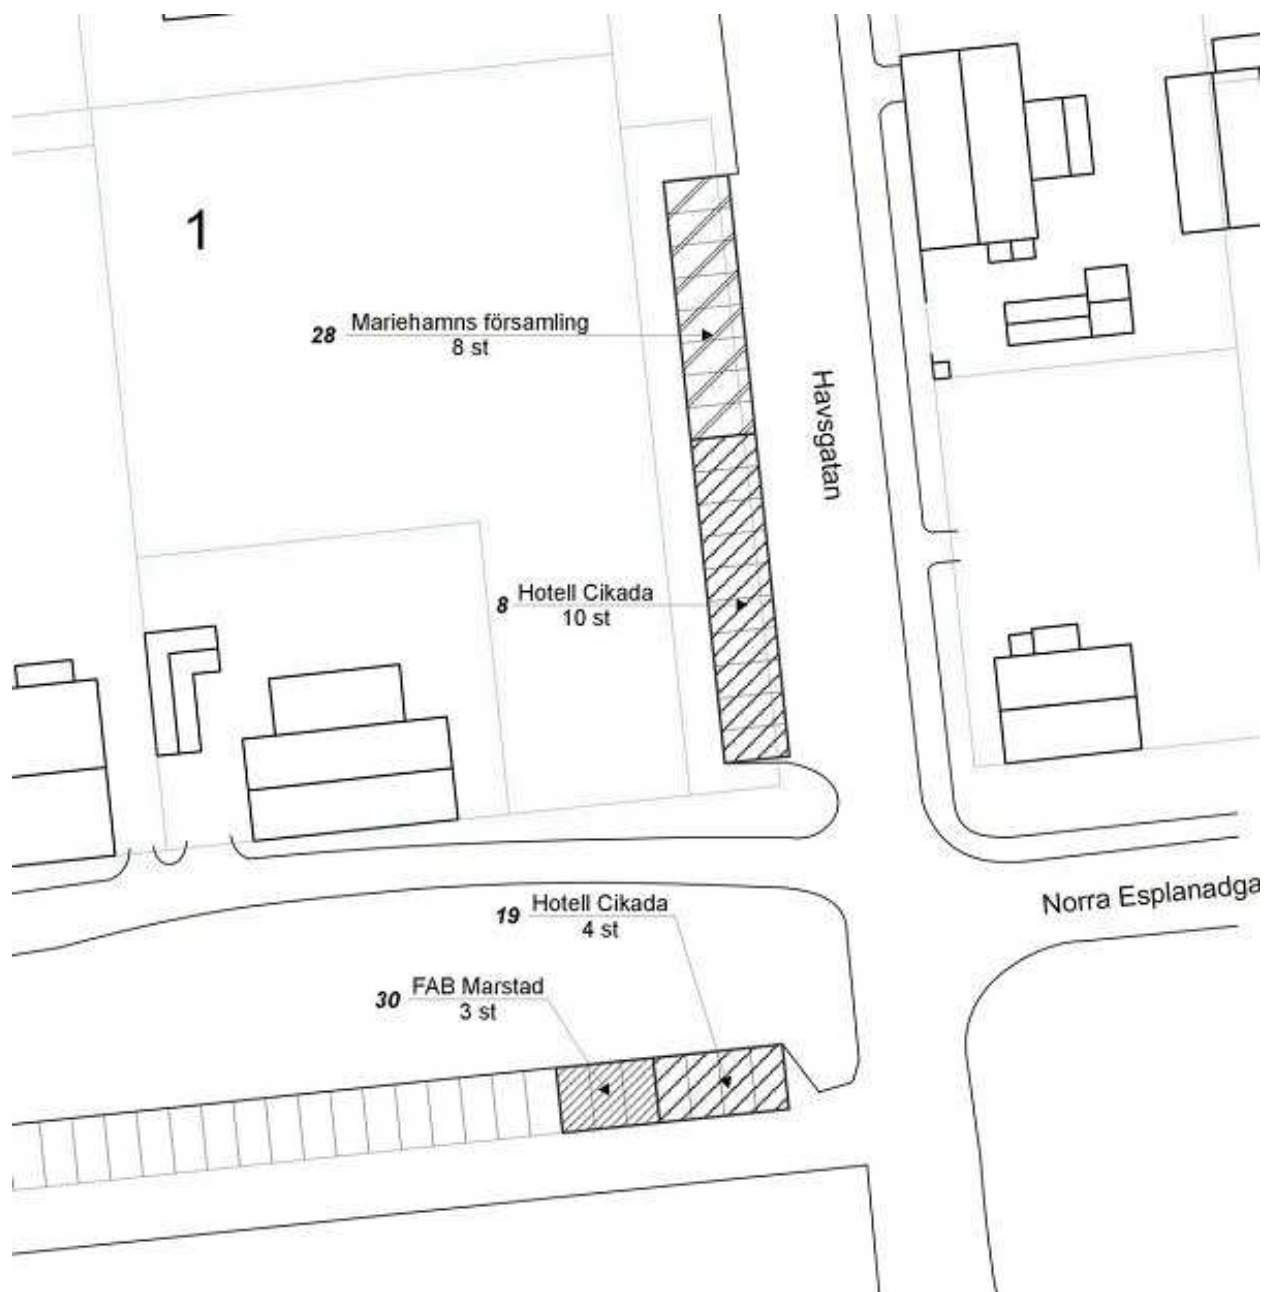 1
28 Mariehamns församling
8 st
Havsgatan
8 Hotell Cikada
10 st
Norra Esplanadga
19 Hotell Cikada
4 st
30 FAB Marstad
3 st